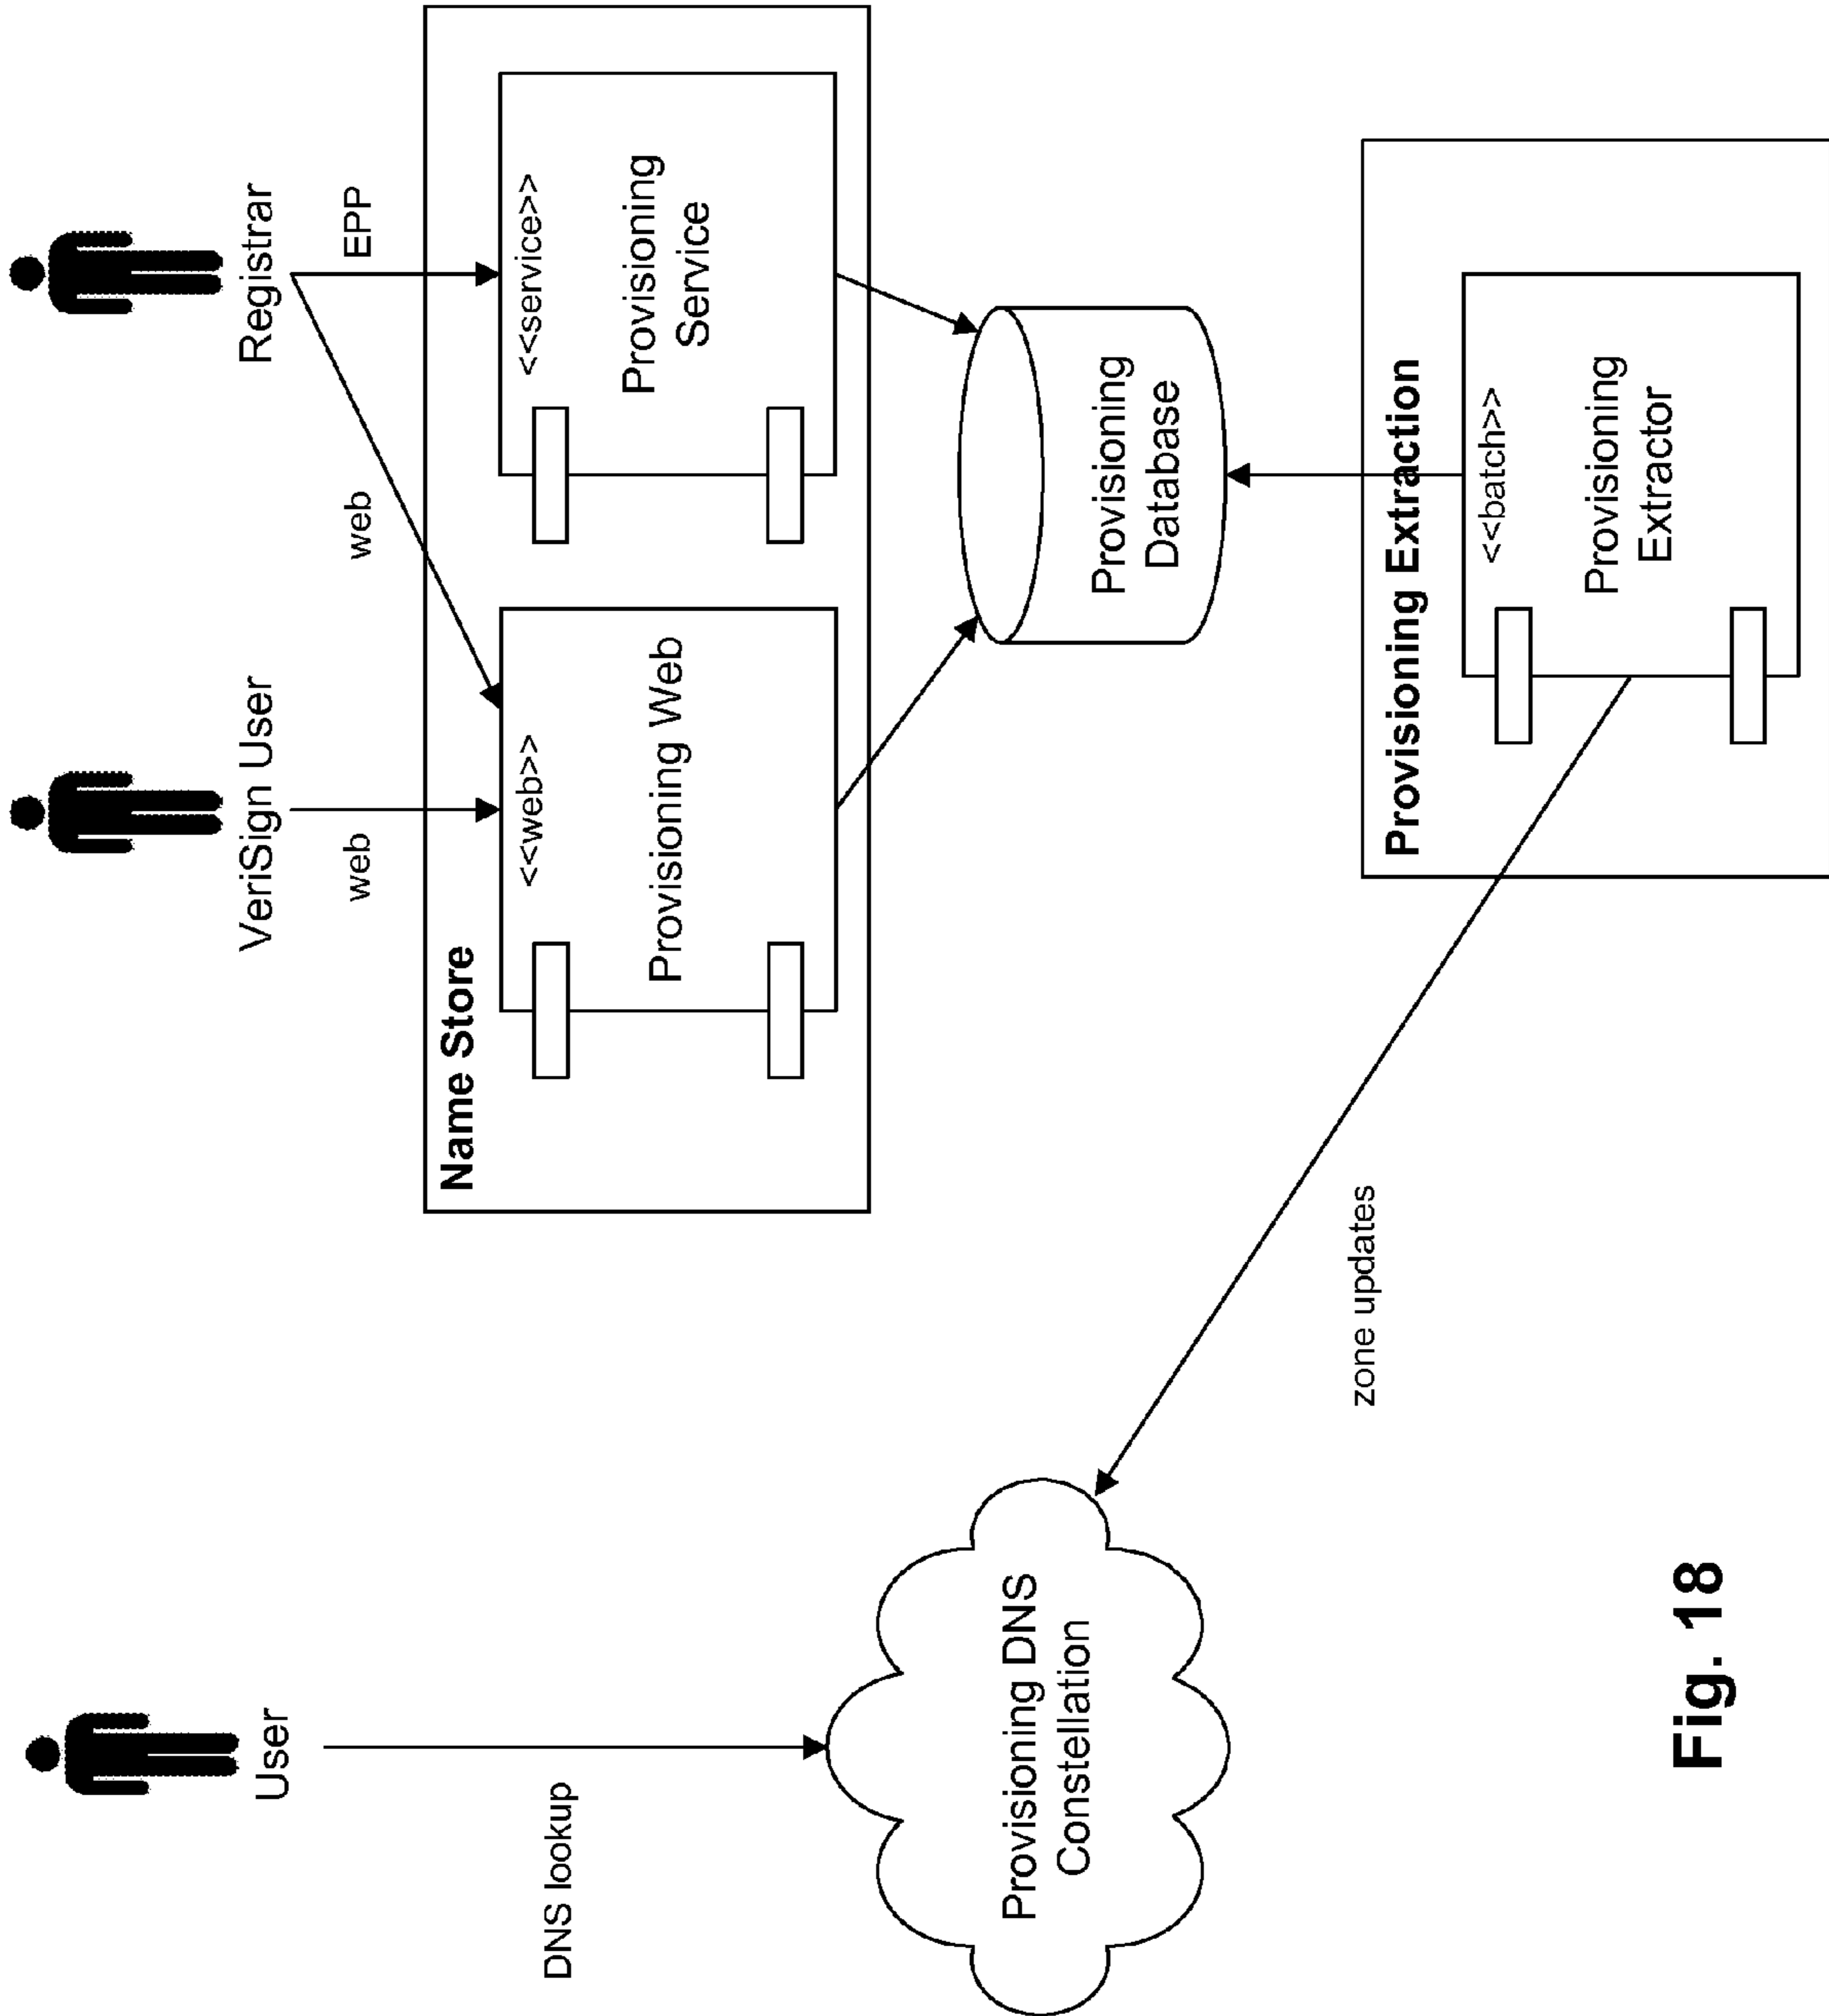 User
VeriSign User
Registrar
DNS lookup
web
web
EPP
Name Store
<<web>>
Provisioning Web
<<service>>
Provisioning
Service
Provisioning DNS
Constellation
Provisioning
Database
zone updates
Provisioning Extraction
<<batch>>
Provisioning
Extractor
Fig. 18